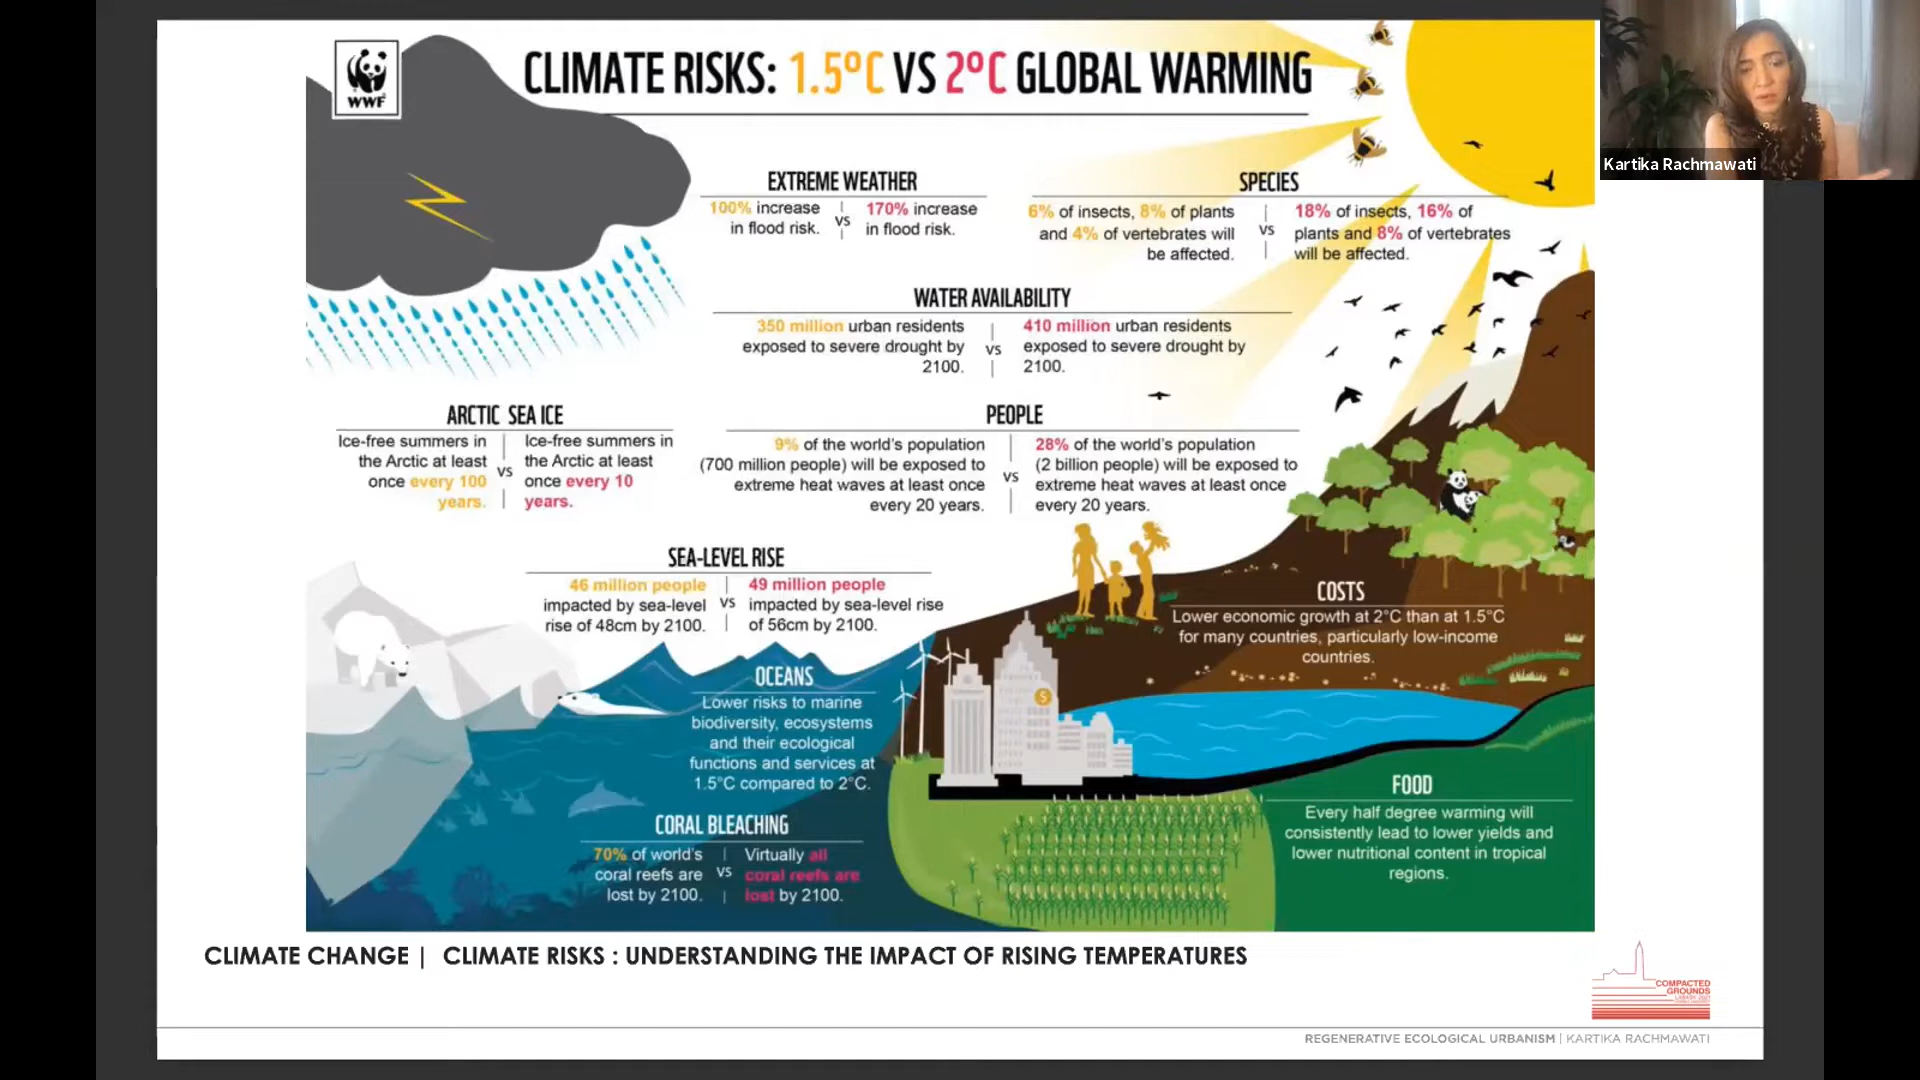 WWF
CLIMATE RISKS: 1.5°C VS 2°C GLOBAL WARMING
Kartika Rachmawati
EXTREME WEATHER
100% increase
in flood risk.
vs
170% increase
in flood risk.
SPECIES
6% of insects, 8% of plants
and 4% of vertebrates will
be affected.
vs
18% of insects, 16% of
plants and 8% of vertebrates
will be affected.
WATER AVAILABILITY
350 million urban residents
exposed to severe drought by
2100.
vs
410 million urban residents
exposed to severe drought by
2100.
ARCTIC SEA ICE
Ice-free summers in
the Arctic at least
once every 100
years.
vs
Ice-free summers in
the Arctic at least
once every 10
years.
PEOPLE
9% of the world's population
(700 million people) will be exposed to
extreme heat waves at least once
every 20 years.
vs
28% of the world's population
(2 billion people) will be exposed to
extreme heat waves at least once
every 20 years.
SEA-LEVEL RISE
46 million people
impacted by sea-level
rise of 48cm by 2100.
vs
49 million people
impacted by sea-level rise
of 56cm by 2100.
COSTS
Lower economic growth at 2°C than at 1.5°C
for many countries, particularly low-income
countries.
OCEANS
Lower risks to marine
biodiversity, ecosystems
and their ecological
functions and services at
1.5°C compared to 2°C.
S
FOOD
Every half degree warming will
consistently lead to lower yields and
lower nutritional content in tropical
regions.
CORAL BLEACHING
70% of world's
coral reefs are
lost by 2100.
vs
Virtually all
coral reefs are
lost by 2100.
CLIMATE CHANGE | CLIMATE RISKS : UNDERSTANDING THE IMPACT OF RISING TEMPERATURES
COMPACTED
GROUNDS
REGENERATIVE ECOLOGICAL URBANISM | KARTIKA RACHMAWATI